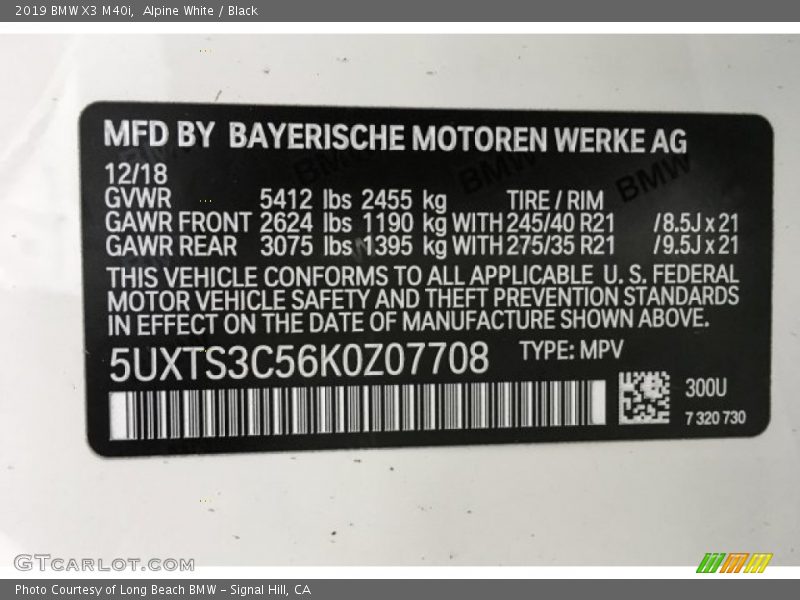 2019 BMW X3 M40i,  Alpine White / Black
MFD BY BAYERISCHE MOTOREN WERKE AG
12/18
GVWR 5412 lbs 2455 kg TIRE / RIM
GAWR FRONT 2624 lbs 1190 kg WITH 245/40 R21 /8.5J x 21
GAWR REAR 3075 lbs 1395 kg WITH 275/35 R21 /9.5J x 21
THIS VEHICLE CONFORMS TO ALL APPLICABLE U. S. FEDERAL
MOTOR VEHICLE SAFETY AND THEFT PREVENTION STANDARDS
IN EFFECT ON THE DATE OF MANUFACTURE SHOWN ABOVE.
5UXTS3C56K0Z07708 TYPE: MPV
300U
7 320 730
BMW BMW BMW
GTCARLOT.COM
Photo Courtesy of Long Beach BMW - Signal Hill, CA